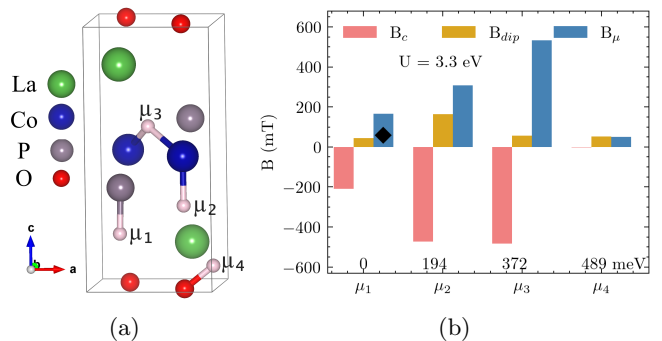 La
Co
P
O
μ3
μ1
μ2
μ4
c
b
a
(a)
B (mT)
600
400
200
0
−200
−400
−600
Bc
Bdip
Bμ
U = 3.3 eV
0
194
372
489 meV
μ1
μ2
μ3
μ4
(b)